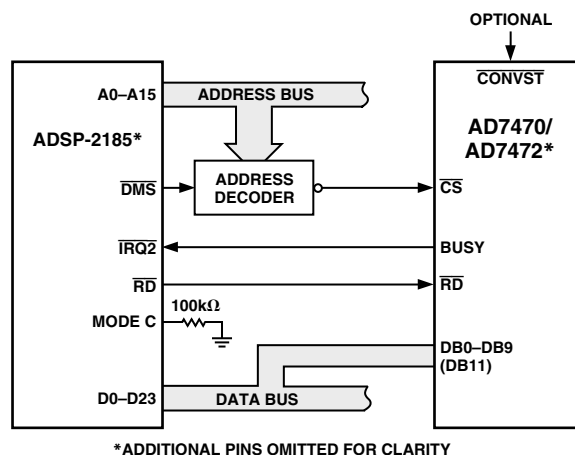 OPTIONAL
CONVST
A0–A15
ADDRESS BUS
ADSP-2185*
AD7470/
AD7472*
DMS
ADDRESS
DECODER
CS
IRQ2
BUSY
RD
RD
100kΩ
MODE C
DB0–DB9
(DB11)
D0–D23
DATA BUS
*ADDITIONAL PINS OMITTED FOR CLARITY